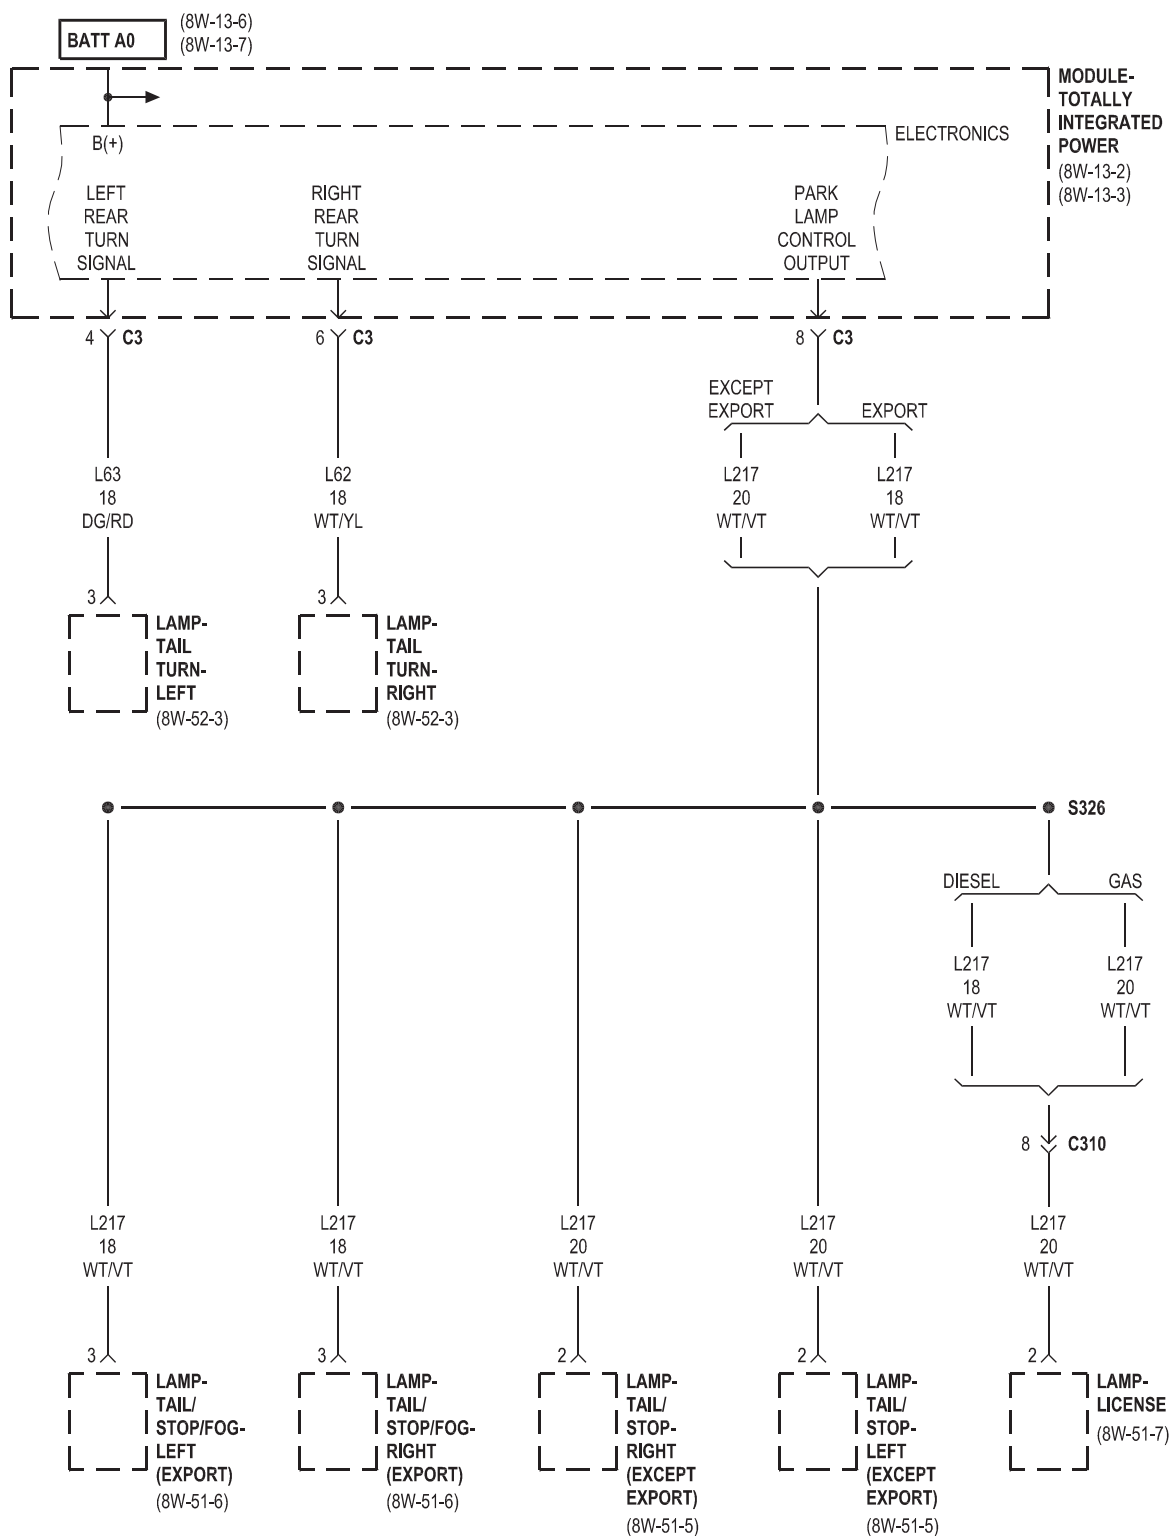 BATT A0
(8W-13-6)
(8W-13-7)
MODULE-
TOTALLY
INTEGRATED
POWER
(8W-13-2)
(8W-13-3)
ELECTRONICS
B(+)
LEFT
REAR
TURN
SIGNAL
RIGHT
REAR
TURN
SIGNAL
PARK
LAMP
CONTROL
OUTPUT
4 C3
6 C3
8 C3
EXCEPT
EXPORT
EXPORT
L63
18
DG/RD
L62
18
WT/YL
L217
20
WT/VT
L217
18
WT/VT
3
LAMP-
TAIL
TURN-
LEFT
(8W-52-3)
3
LAMP-
TAIL
TURN-
RIGHT
(8W-52-3)
S326
DIESEL
GAS
L217
18
WT/VT
L217
20
WT/VT
8 C310
L217
18
WT/VT
L217
18
WT/VT
L217
20
WT/VT
L217
20
WT/VT
L217
20
WT/VT
3
LAMP-
TAIL/
STOP/FOG-
LEFT
(EXPORT)
(8W-51-6)
3
LAMP-
TAIL/
STOP/FOG-
RIGHT
(EXPORT)
(8W-51-6)
2
LAMP-
TAIL/
STOP-
RIGHT
(EXCEPT
EXPORT)
(8W-51-5)
2
LAMP-
TAIL/
STOP-
LEFT
(EXCEPT
EXPORT)
(8W-51-5)
2
LAMP-
LICENSE
(8W-51-7)